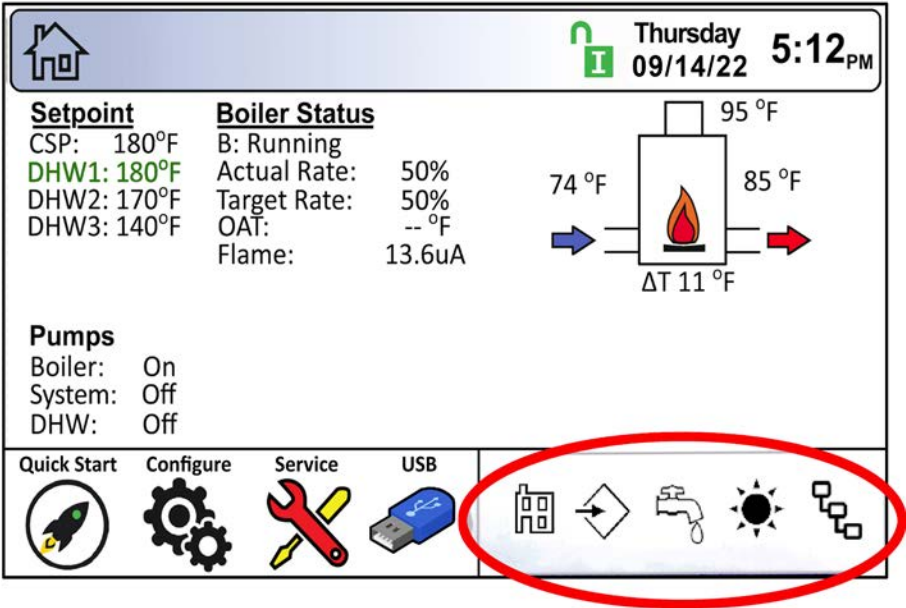 Thursday
09/14/22
5:12PM
I
Setpoint
CSP: 180°F
DHW1: 180°F
DHW2: 170°F
DHW3: 140°F
Boiler Status
B: Running
Actual Rate: 50%
Target Rate: 50%
OAT: -- °F
Flame: 13.6uA
95 °F
74 °F
85 °F
ΔT 11 °F
Pumps
Boiler: On
System: Off
DHW: Off
Quick Start
Configure
Service
USB